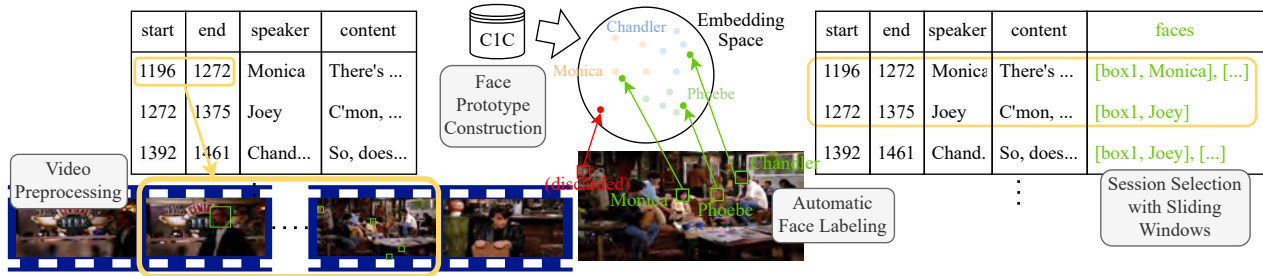 start end speaker content
1196 1272 Monica There's ...
1272 1375 Joey C'mon, ...
1392 1461 Chand... So, does...
Video
Preprocessing
C1C
Face
Prototype
Construction
Embedding
Space
Chandler
Monica
Phoebe
(discarded)
Monica
Phoebe
Chandler
Automatic
Face Labeling
start end speaker content faces
1196 1272 Monica There's ... [box1, Monica], [...]
1272 1375 Joey C'mon, ... [box1, Joey]
1392 1461 Chand. So, does... [box1, Joey], [...]
Session Selection
with Sliding
Windows